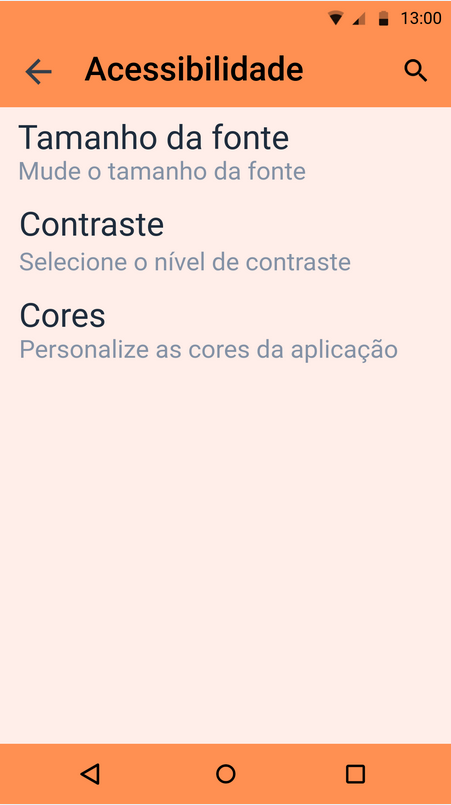 13:00
Acessibilidade
Tamanho da fonte
Mude o tamanho da fonte
Contraste
Selecione o nível de contraste
Cores
Personalize as cores da aplicação